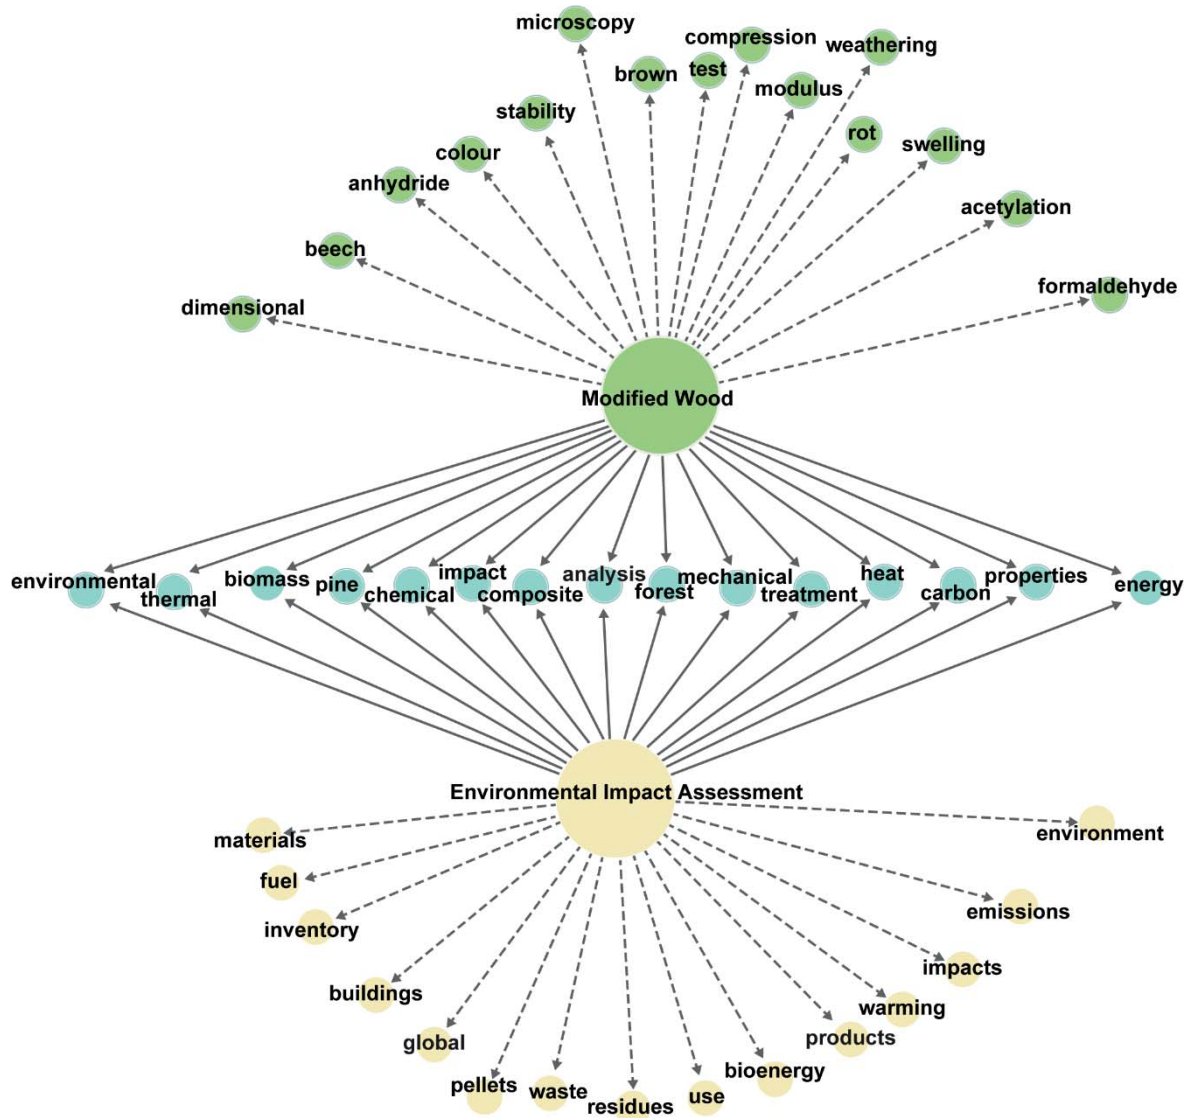 microscopy
compression
weathering
brown
test
modulus
stability
rot
swelling
colour
anhydride
acetylation
beech
formaldehyde
dimensional
Modified Wood
environmental
thermal
biomass
pine
chemical
impact
composite
analysis
forest
mechanical
treatment
heat
carbon
properties
energy
Environmental Impact Assessment
materials
environment
fuel
emissions
inventory
impacts
buildings
warming
global
products
bioenergy
pellets
waste
residues
use